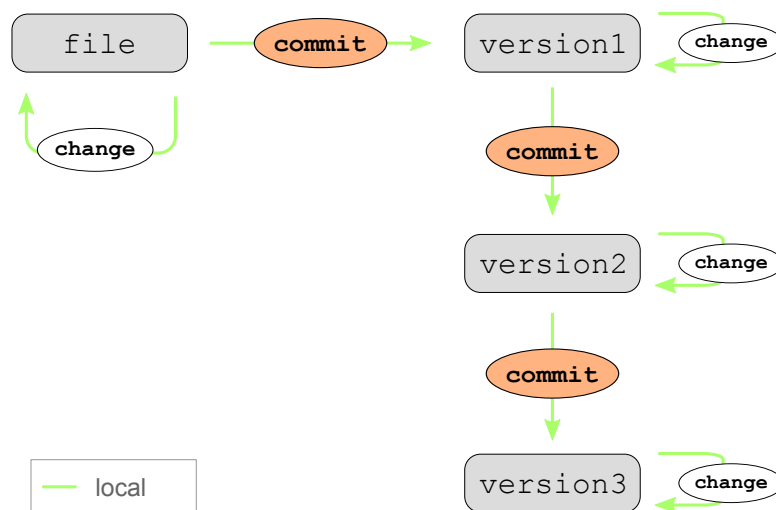 file
commit
version1
change
change
commit
version2
change
commit
version3
change
local